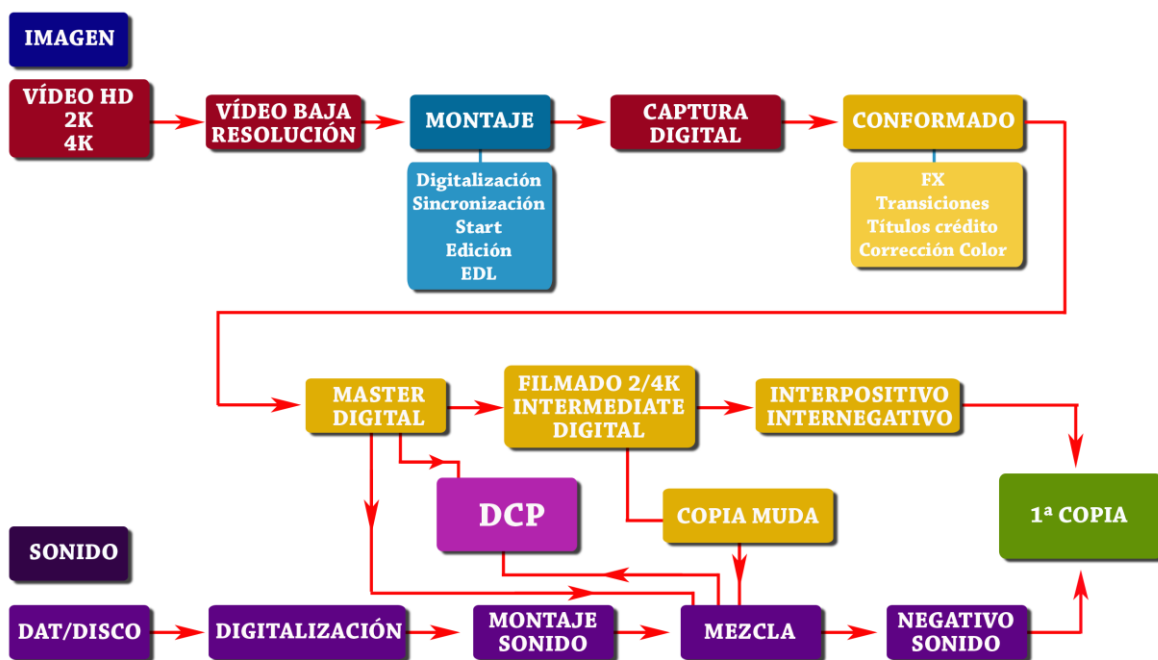 IMAGEN
VÍDEO HD
2K
4K
VÍDEO BAJA
RESOLUCIÓN
MONTAJE
Digitalización
Sincronización
Start
Edición
EDL
CAPTURA
DIGITAL
CONFORMADO
FX
Transiciones
Títulos crédito
Corrección Color
MASTER
DIGITAL
FILMADO 2/4K
INTERMEDIATE
DIGITAL
INTERPOSITIVO
INTERNEGATIVO
DCP
COPIA MUDA
1ª COPIA
SONIDO
DAT/DISCO
DIGITALIZACIÓN
MONTAJE
SONIDO
MEZCLA
NEGATIVO
SONIDO